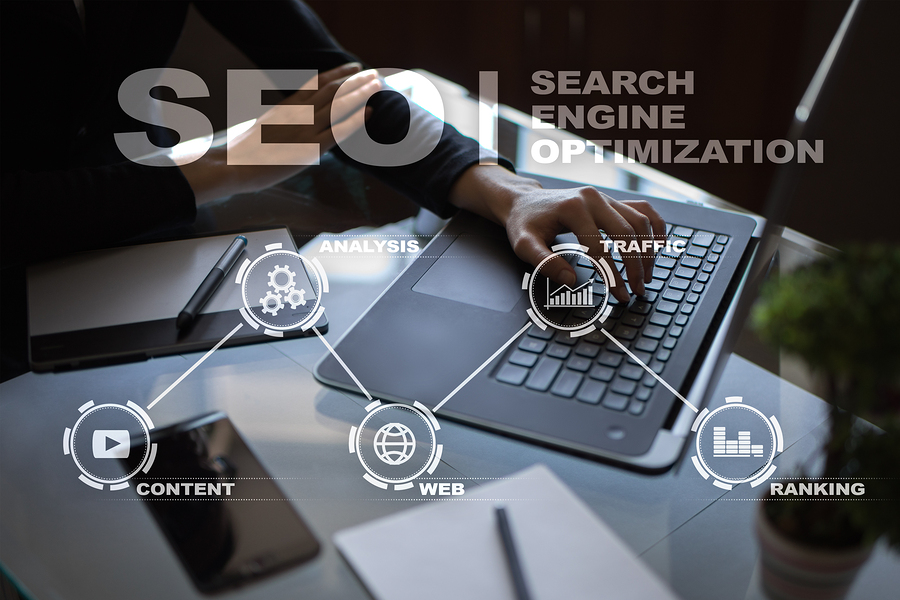 SEO
SEARCH
ENGINE
OPTIMIZATION
ANALYSIS
TRAFFIC
CONTENT
WEB
RANKING